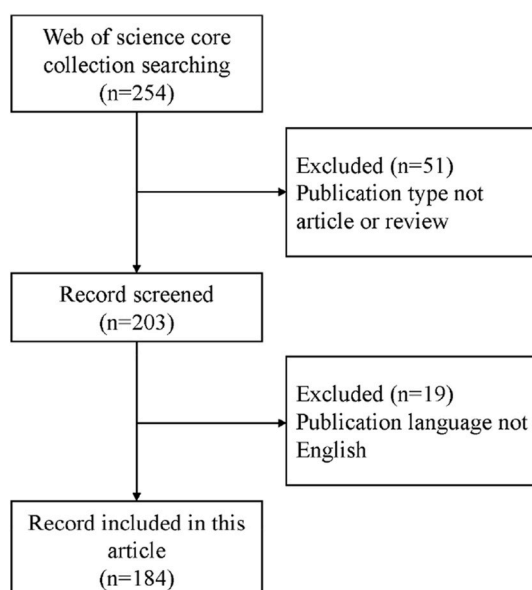 Web of science core
collection searching
(n=254)
Excluded (n=51)
Publication type not
article or review
Record screened
(n=203)
Excluded (n=19)
Publication language not
English
Record included in this
article
(n=184)